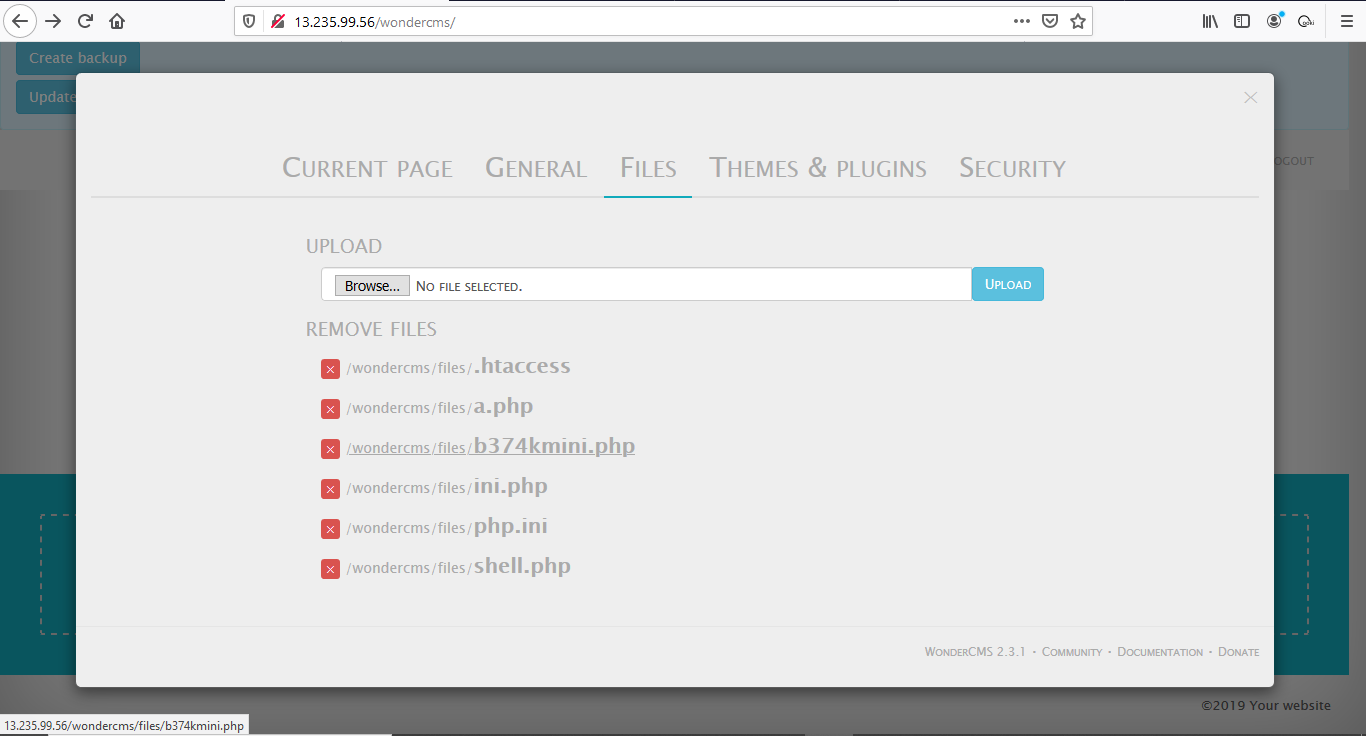 13.235.99.56/wondercms/
Create backup
Update
×
CURRENT PAGE GENERAL FILES THEMES & PLUGINS SECURITY
OGOUT
UPLOAD
Browse... NO FILE SELECTED. UPLOAD
REMOVE FILES
× /wondercms/files/.htaccess
× /wondercms/files/a.php
× /wondercms/files/b374kmini.php
× /wondercms/files/ini.php
× /wondercms/files/php.ini
× /wondercms/files/shell.php
WONDERCMS 2.3.1 · COMMUNITY · DOCUMENTATION · DONATE
©2019 Your website
13.235.99.56/wondercms/files/b374kmini.php